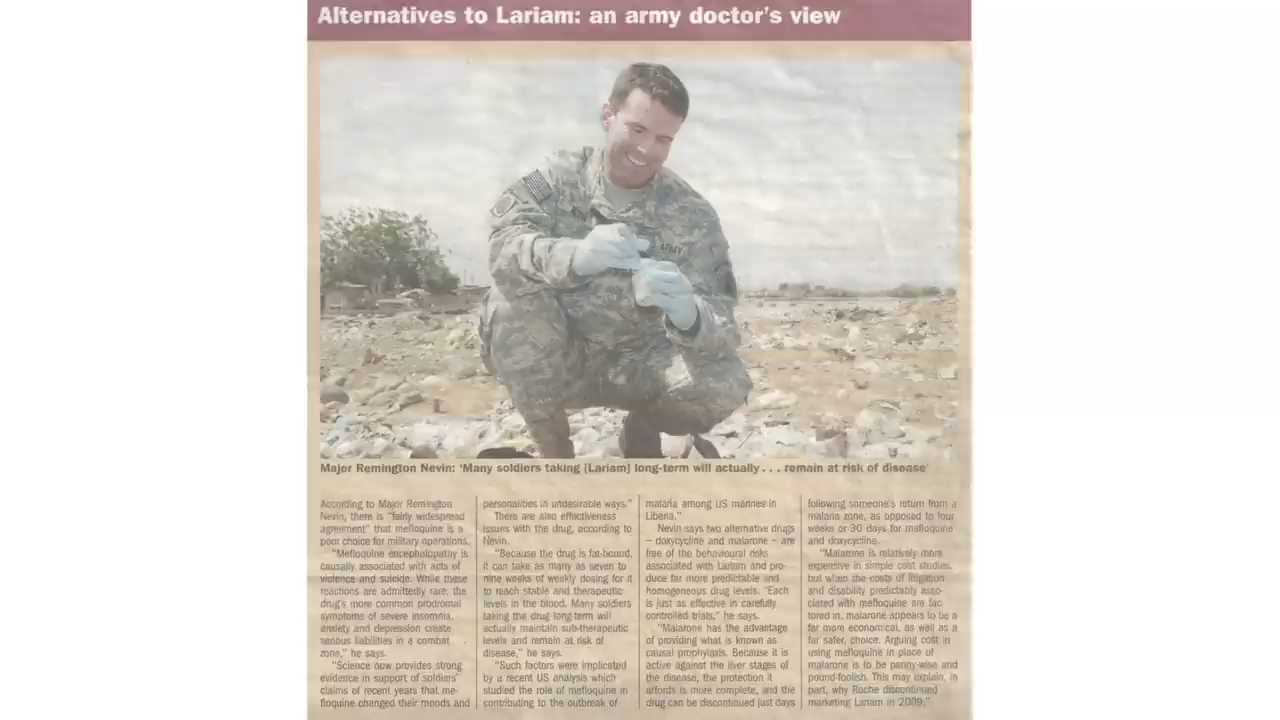 Alternatives to Lariam: an army doctor's view
ARMY
Major Remington Nevin: 'Many soldiers taking [Lariam] long-term will actually . . . remain at risk of disease'
According to Major Remington
Nevin, there is "fairly widespread
agreement" that mefloquine is a
poor choice for military operations.
"Mefloquine encephalopathy is
causally associated with acts of
violence and suicide. While these
reactions are admittedly rare, the
drug's more common prodromal
symptoms of severe insomnia,
anxiety and depression create
serious liabilities in a combat
zone," he says.
"Science now provides strong
evidence in support of soldiers'
claims of recent years that me-
floquine changed their moods and
personalities in undesirable ways."
There are also effectiveness
issues with the drug, according to
Nevin.
"Because the drug is fat-bound,
it can take as many as seven to
nine weeks of weekly dosing for it
to reach stable and therapeutic
levels in the blood. Many soldiers
taking the drug long-term will
actually maintain sub-therapeutic
levels and remain at risk of
disease," he says.
"Such factors were implicated
by a recent US analysis which
studied the role of mefloquine in
contributing to the outbreak of
malaria among US marines in
Liberia."
Nevin says two alternative drugs
– doxycycline and malarone – are
free of the behavioural risks
associated with Lariam and pro-
duce far more predictable and
homogeneous drug levels. "Each
is just as effective in carefully
controlled trials," he says.
"Malarone has the advantage
of providing what is known as
causal prophylaxis. Because it is
active against the liver stages of
the disease, the protection it
affords is more complete, and the
drug can be discontinued just days
following someone's return from a
malaria zone, as opposed to four
weeks or 30 days for mefloquine
and doxycycline.
"Malarone is relatively more
expensive in simple cost studies,
but when the costs of litigation
and disability predictably asso-
ciated with mefloquine are fac-
tored in, malarone appears to be a
far more economical, as well as a
far safer, choice. Arguing cost in
using mefloquine in place of
malarone is to be penny-wise and
pound-foolish. This may explain, in
part, why Roche discontinued
marketing Lariam in 2009."